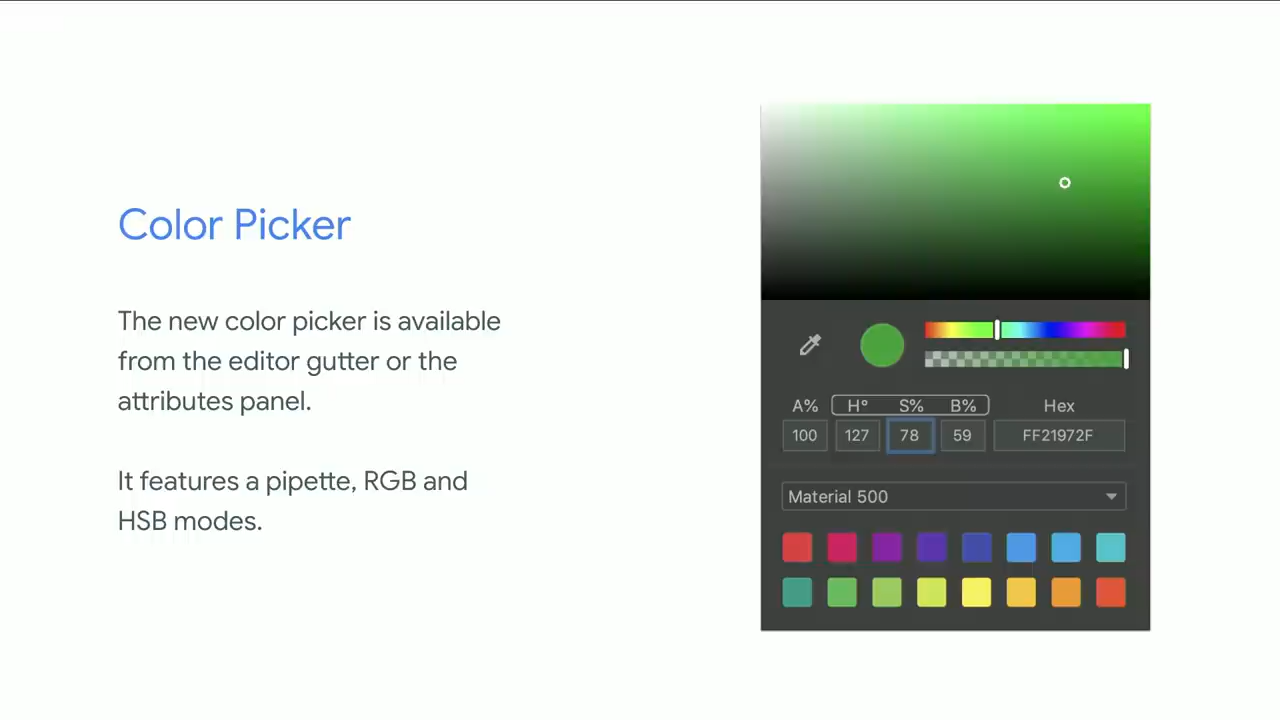 Color Picker
The new color picker is available
from the editor gutter or the
attributes panel.
It features a pipette, RGB and
HSB modes.
A% H° S% B% Hex
100 127 78 59 FF21972F
Material 500